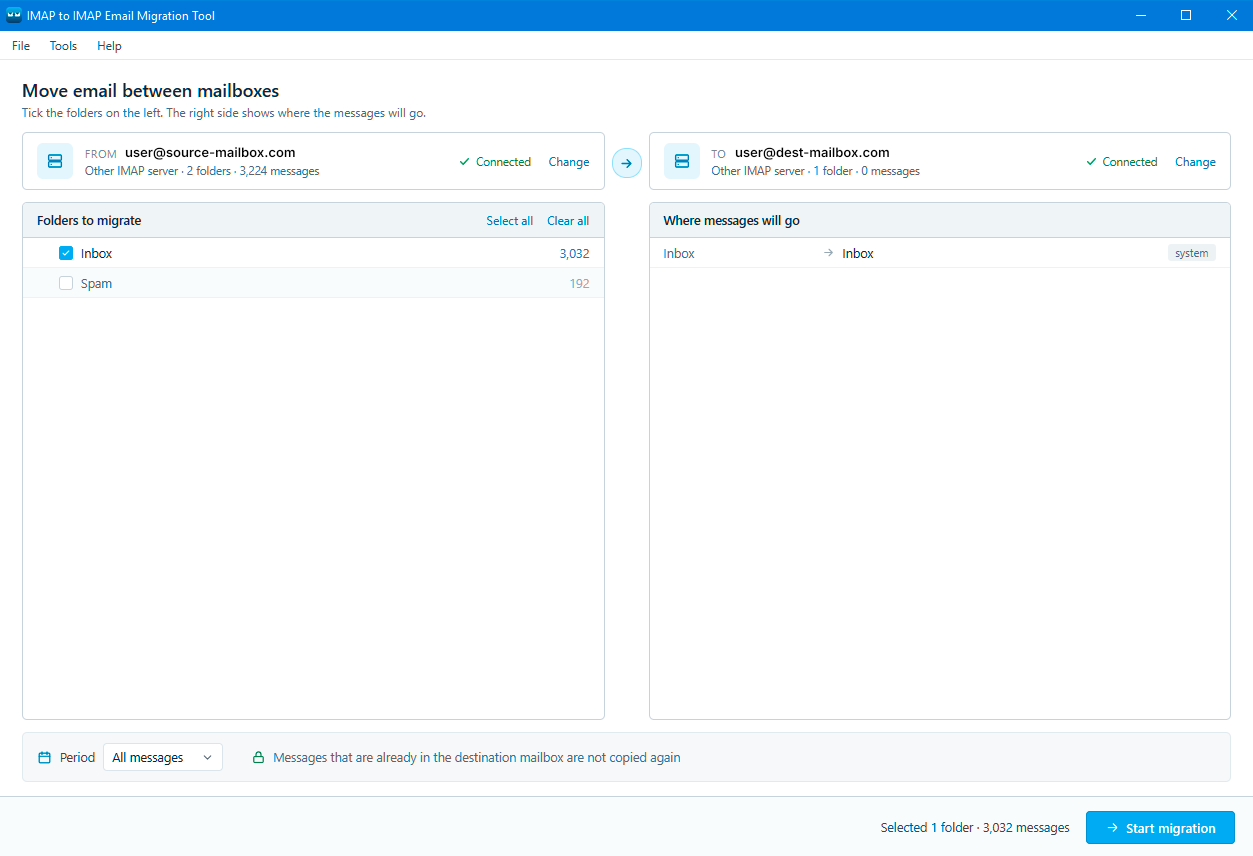 IMAP to IMAP Email Migration Tool
File Tools Help
Move email between mailboxes
Tick the folders on the left. The right side shows where the messages will go.
FROM user@source-mailbox.com
Other IMAP server · 2 folders · 3,224 messages
Connected Change
TO user@dest-mailbox.com
Other IMAP server · 1 folder · 0 messages
Connected Change
Folders to migrate Select all Clear all
Inbox 3,032
Spam 192
Where messages will go
Inbox → Inbox system
Period All messages
Messages that are already in the destination mailbox are not copied again
Selected 1 folder · 3,032 messages
→ Start migration